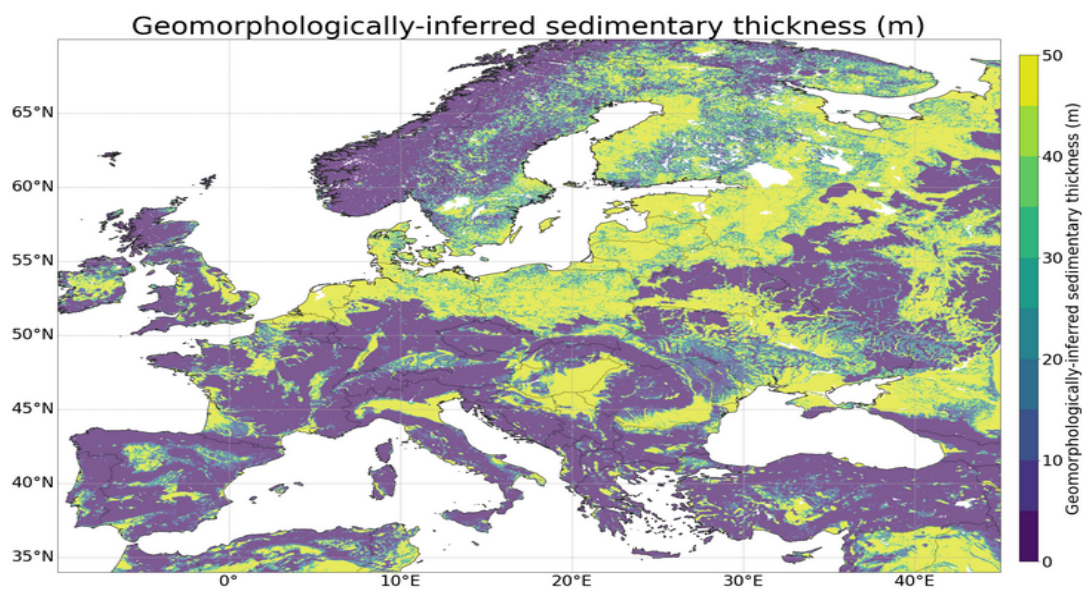 Geomorphologically-inferred sedimentary thickness (m)
65°N
60°N
55°N
50°N
45°N
40°N
35°N
0°
10°E
20°E
30°E
40°E
50
40
30
20
10
0
Geomorphologically-inferred sedimentary thickness (m)